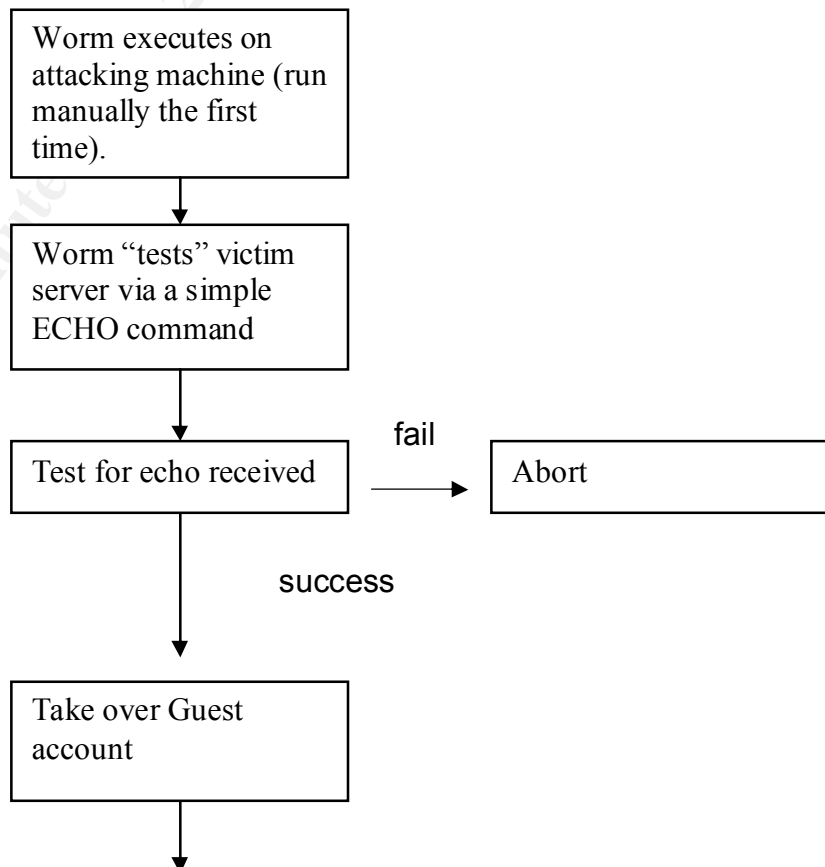 Worm executes on
attacking machine (run
manually the first
time).
Worm “tests” victim
server via a simple
ECHO command
Test for echo received
fail
Abort
success
Take over Guest
account